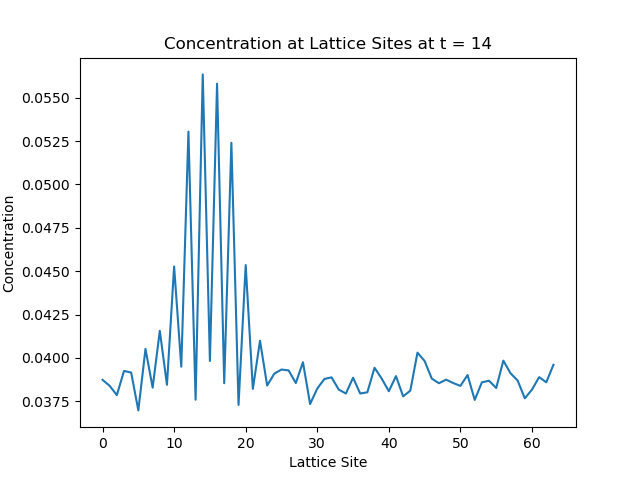 Concentration at Lattice Sites at t = 14
0.0550
0.0525
0.0500
0.0475
0.0450
0.0425
0.0400
0.0375
Concentration
0 10 20 30 40 50 60
Lattice Site